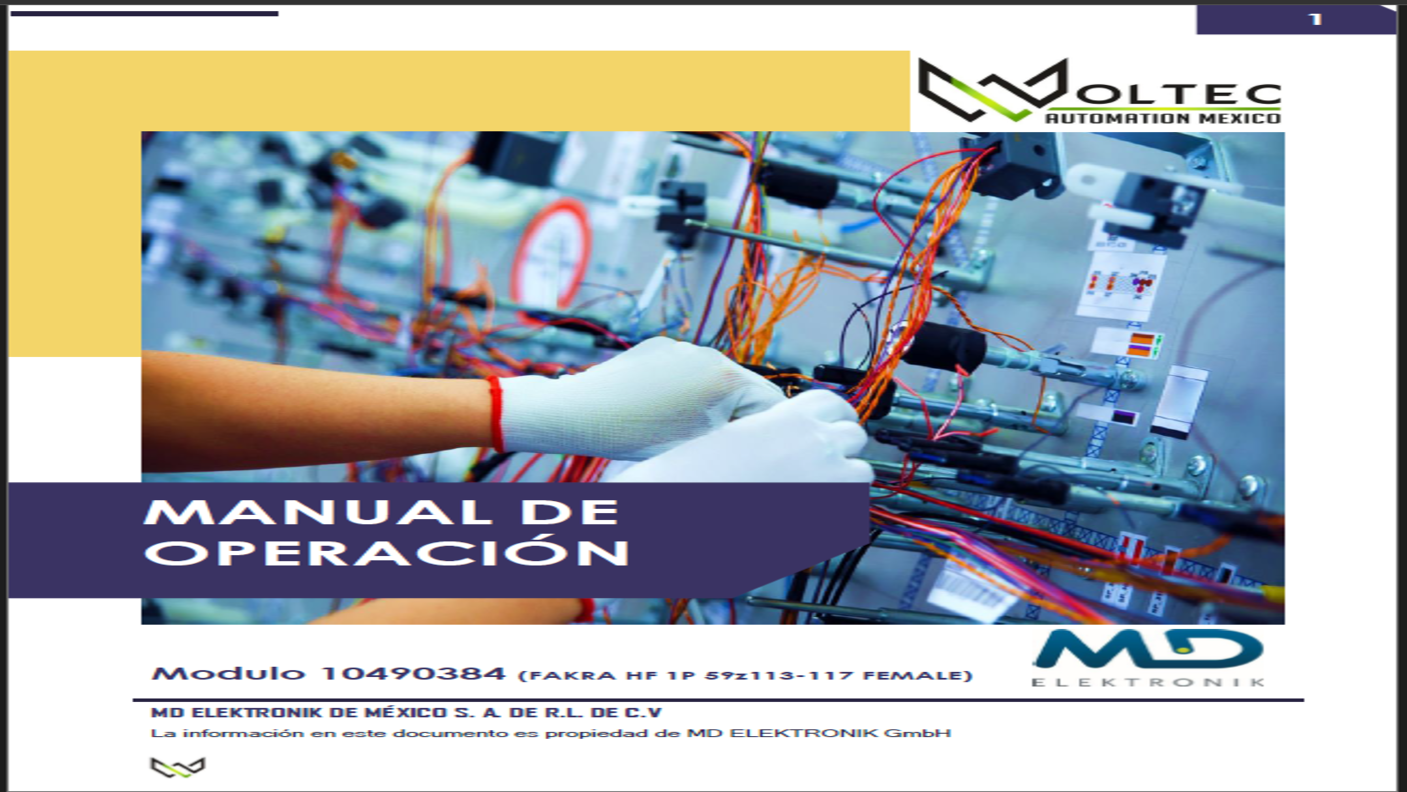 1
WOLTEC
AUTOMATION MEXICO
MANUAL DE
OPERACIÓN
MD
ELEKTRONIK
Modulo 10490384 (FAKRA HF 1P 59z113-117 FEMALE)
MD ELEKTRONIK DE MÉXICO S. A. DE R.L. DE C.V
La información en este documento es propiedad de MD ELEKTRONIK GmbH